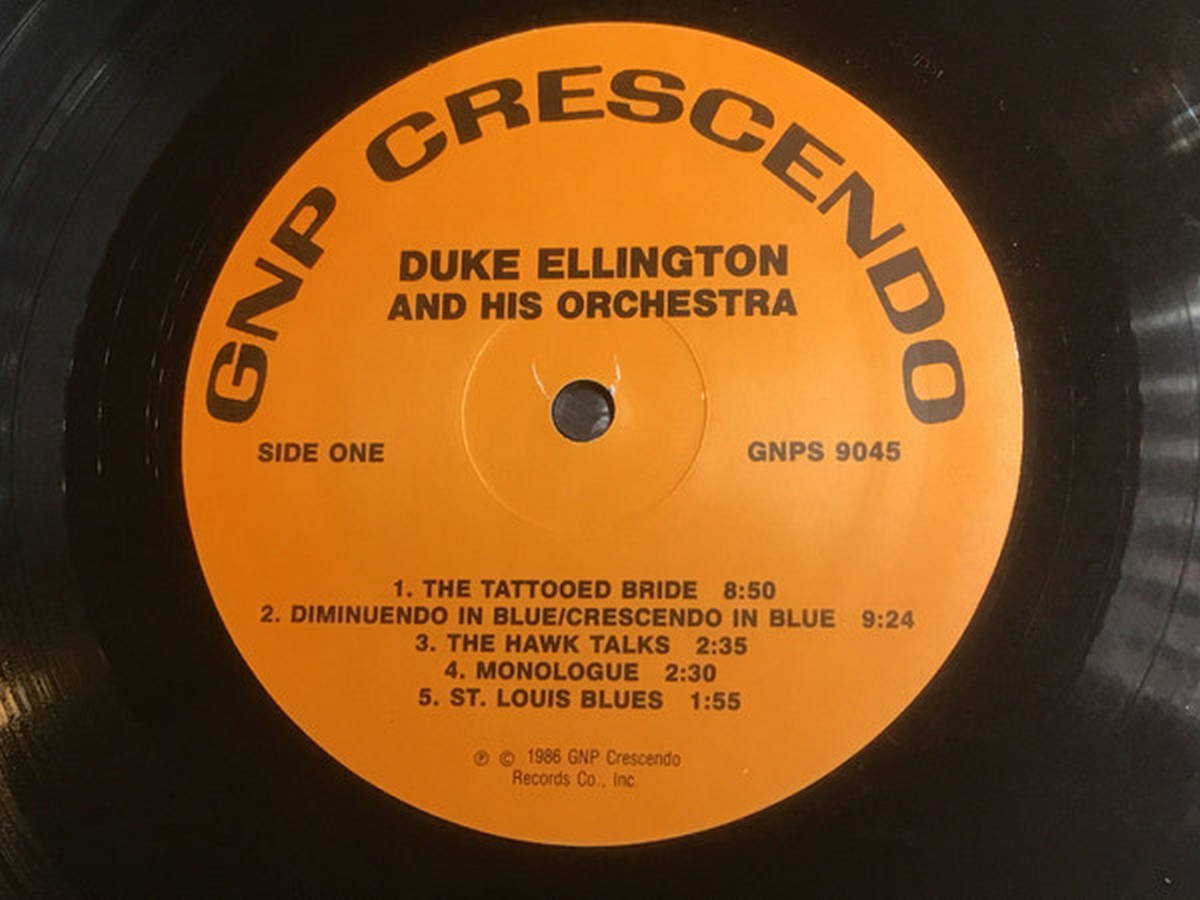 GNP CRESCENDO
DUKE ELLINGTON
AND HIS ORCHESTRA
SIDE ONE
GNPS 9045
1. THE TATTOOED BRIDE 8:50
2. DIMINUENDO IN BLUE/CRESCENDO IN BLUE 9:24
3. THE HAWK TALKS 2:35
4. MONOLOGUE 2:30
5. ST. LOUIS BLUES 1:55
℗ © 1986 GNP Crescendo
Records Co., Inc.